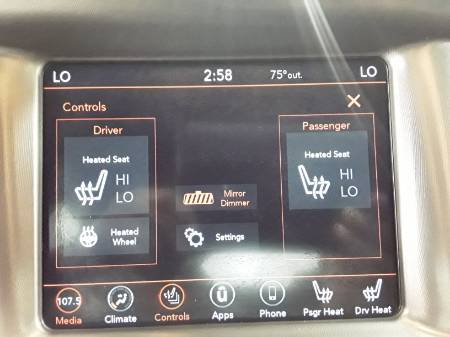 LO 2:58 75° out. LO
Controls X
Driver
Heated Seat
HI
LO
Heated
Wheel
Mirror
Dimmer
Settings
Passenger
Heated Seat
HI
LO
107.5
Media Climate Controls Apps Phone Psgr Heat Drv Heat